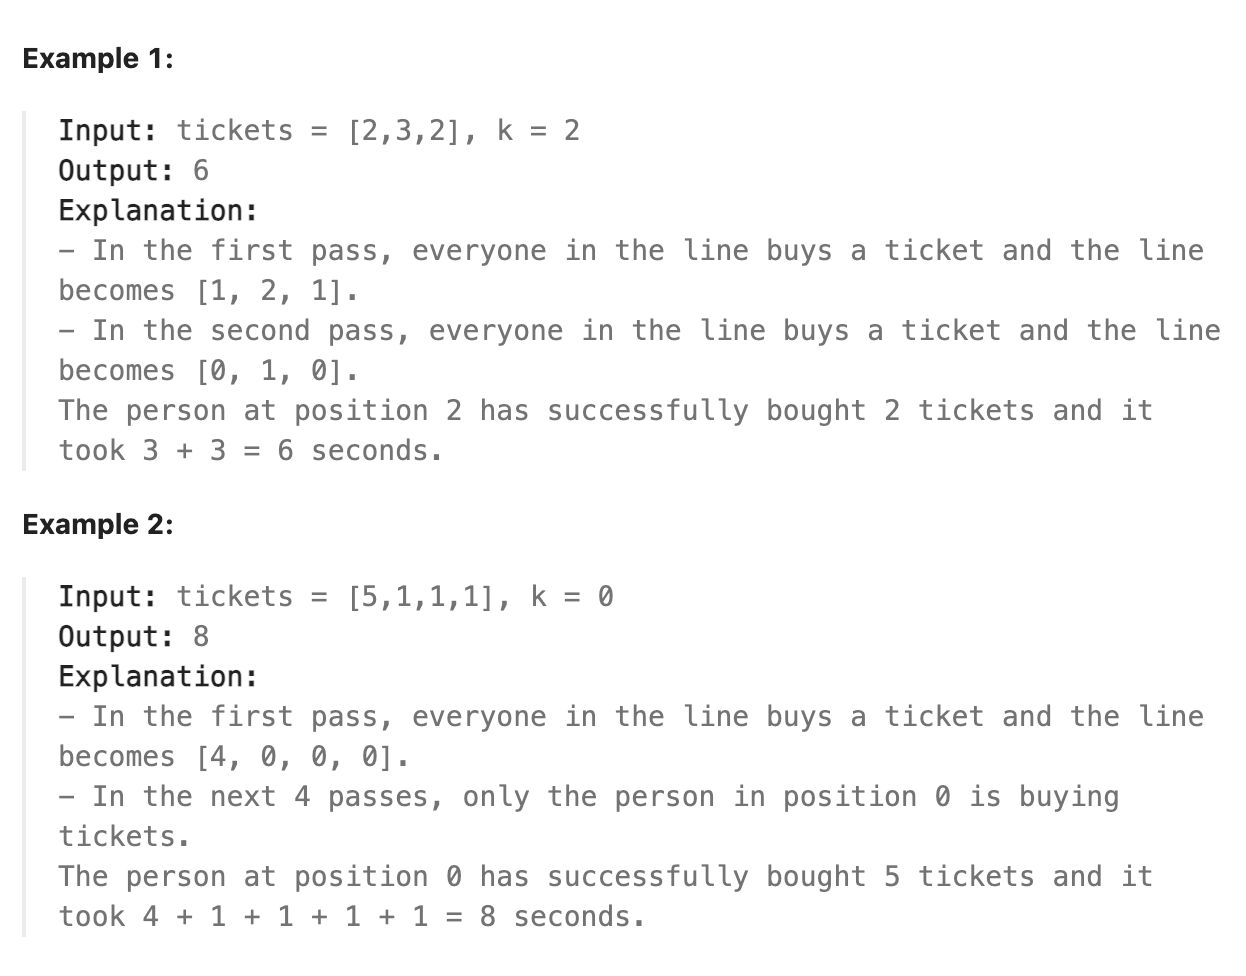 Example 1:
Input: tickets = [2,3,2], k = 2
Output: 6
Explanation:
– In the first pass, everyone in the line buys a ticket and the line
becomes [1, 2, 1].
– In the second pass, everyone in the line buys a ticket and the line
becomes [0, 1, 0].
The person at position 2 has successfully bought 2 tickets and it
took 3 + 3 = 6 seconds.
Example 2:
Input: tickets = [5,1,1,1], k = 0
Output: 8
Explanation:
– In the first pass, everyone in the line buys a ticket and the line
becomes [4, 0, 0, 0].
– In the next 4 passes, only the person in position 0 is buying
tickets.
The person at position 0 has successfully bought 5 tickets and it
took 4 + 1 + 1 + 1 + 1 = 8 seconds.